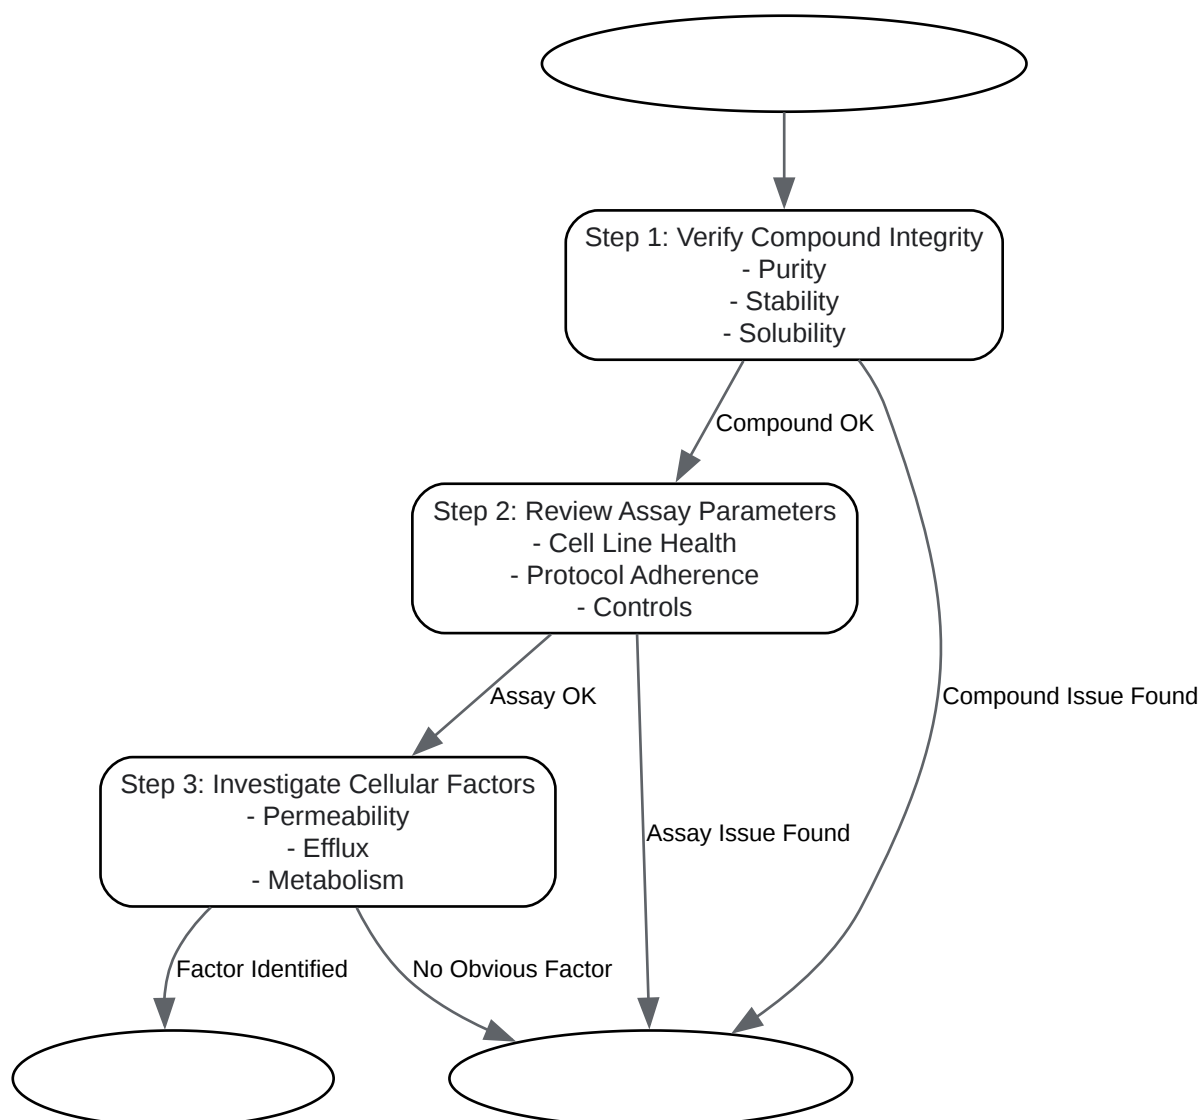 Step 1: Verify Compound Integrity
- Purity
- Stability
- Solubility
Compound OK
Step 2: Review Assay Parameters
- Cell Line Health
- Protocol Adherence
- Controls
Assay OK
Compound Issue Found
Step 3: Investigate Cellular Factors
- Permeability
- Efflux
- Metabolism
Assay Issue Found
Factor Identified
No Obvious Factor